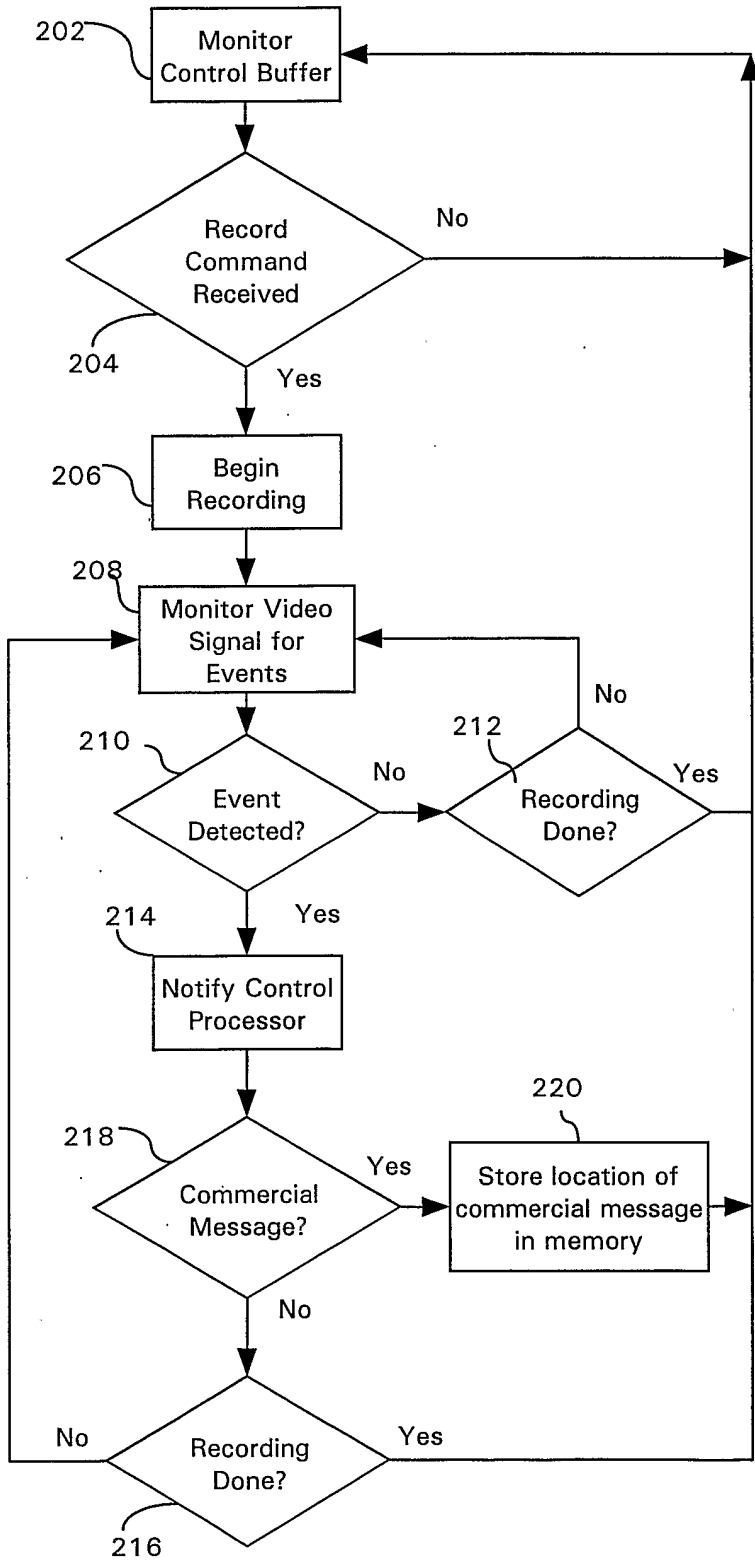 202
Monitor
Control Buffer
Record
Command
Received
No
204
Yes
206
Begin
Recording
208
Monitor Video
Signal for
Events
No
210
Event
Detected?
No
212
Recording
Done?
Yes
Yes
214
Notify Control
Processor
218
Commercial
Message?
Yes
220
Store location of
commercial message
in memory
No
No
Recording
Done?
Yes
216